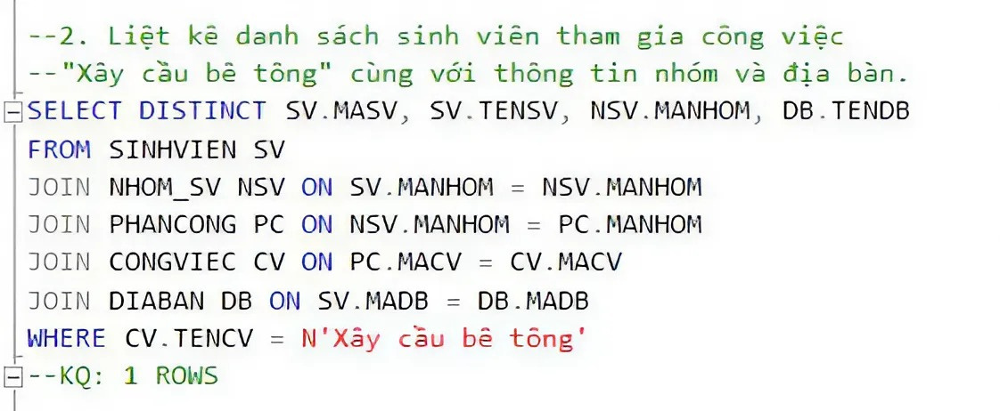 --2. Liệt kê danh sách sinh viên tham gia công việc
--"Xây cầu bê tông" cùng với thông tin nhóm và địa bàn.
SELECT DISTINCT SV.MASV, SV.TENSV, NSV.MANHOM, DB.TENDB
FROM SINHVIEN SV
JOIN NHOM_SV NSV ON SV.MANHOM = NSV.MANHOM
JOIN PHANCONG PC ON NSV.MANHOM = PC.MANHOM
JOIN CONGVIEC CV ON PC.MACV = CV.MACV
JOIN DIABAN DB ON SV.MADB = DB.MADB
WHERE CV.TENCV = N'Xây cầu bê tông'
--KQ: 1 ROWS